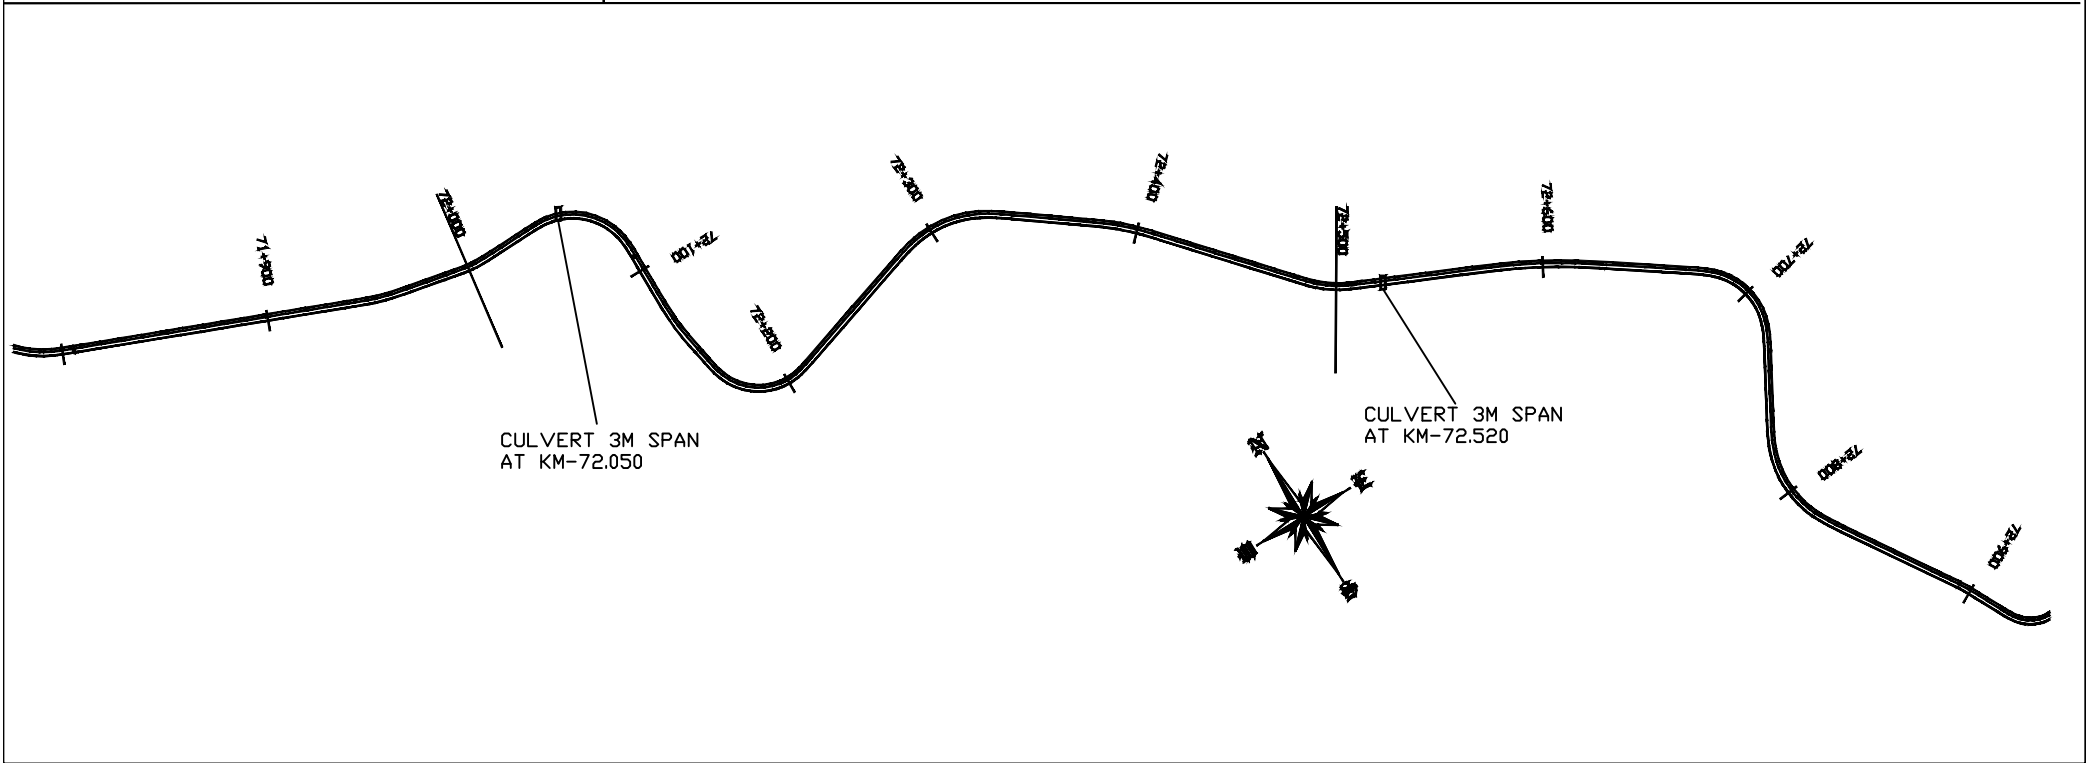 71+900
72+000
72+100
72+200
72+300
72+400
72+500
72+600
72+700
72+800
72+900
CULVERT 3M SPAN
AT KM-72.050
CULVERT 3M SPAN
AT KM-72.520
N